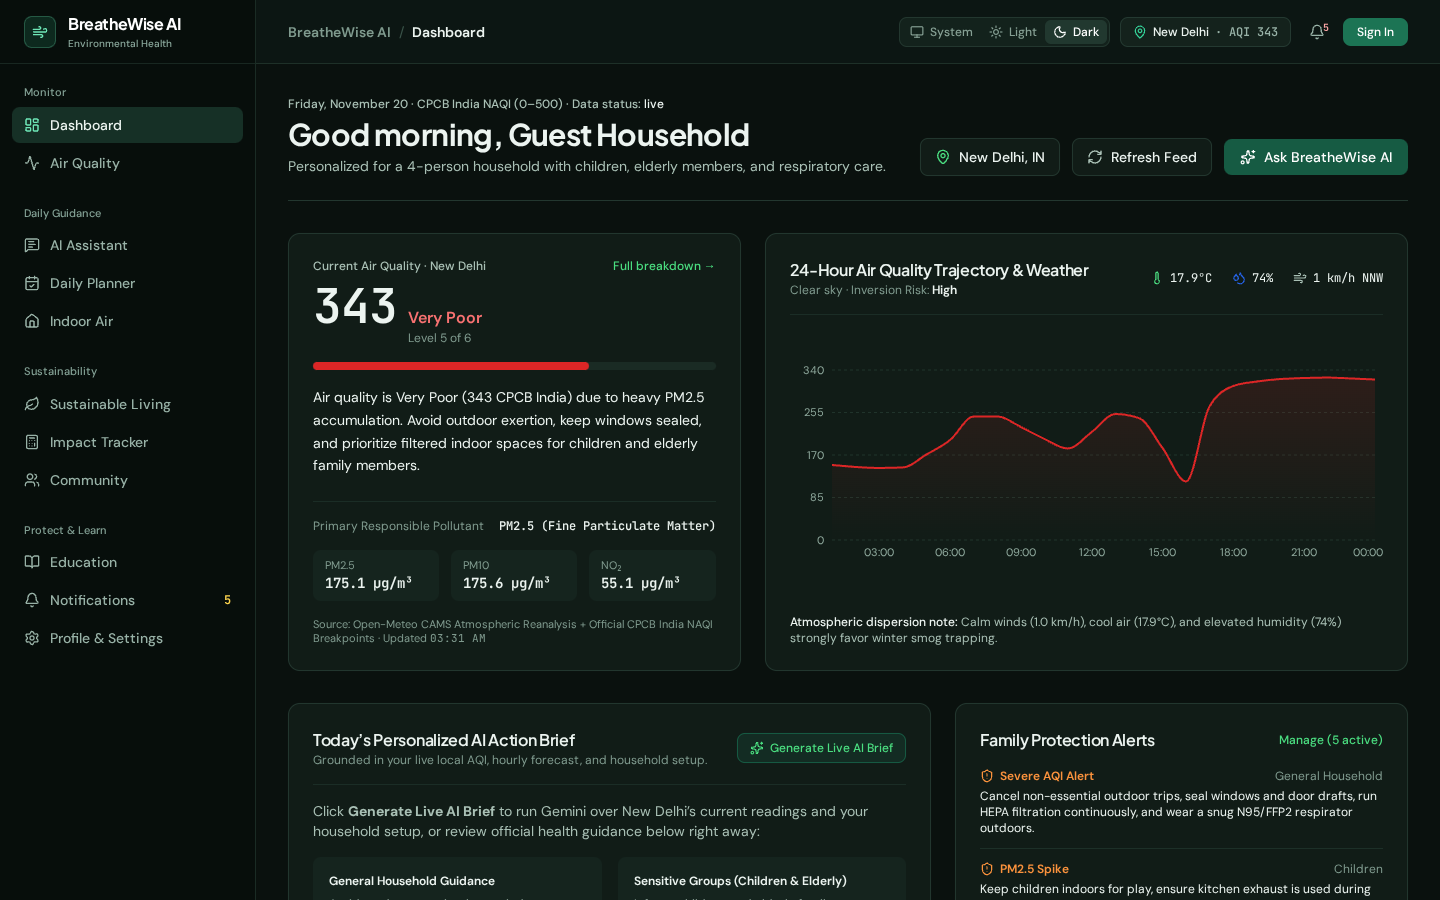 BreatheWise AI
Environmental Health
Monitor
Dashboard
Air Quality
Daily Guidance
AI Assistant
Daily Planner
Indoor Air
Sustainability
Sustainable Living
Impact Tracker
Community
Protect & Learn
Education
Notifications 5
Profile & Settings
BreatheWise AI / Dashboard
System Light Dark
New Delhi · AQI 343
5
Sign In
Friday, November 20 · CPCB India NAQI (0–500) · Data status: live
Good morning, Guest Household
Personalized for a 4-person household with children, elderly members, and respiratory care.
New Delhi, IN
Refresh Feed
Ask BreatheWise AI
Current Air Quality · New Delhi
Full breakdown →
343
Very Poor
Level 5 of 6
Air quality is Very Poor (343 CPCB India) due to heavy PM2.5
accumulation. Avoid outdoor exertion, keep windows sealed,
and prioritize filtered indoor spaces for children and elderly
family members.
Primary Responsible Pollutant PM2.5 (Fine Particulate Matter)
PM2.5
175.1 µg/m³
PM10
175.6 µg/m³
NO₂
55.1 µg/m³
Source: Open-Meteo CAMS Atmospheric Reanalysis + Official CPCB India NAQI
Breakpoints · Updated 03:31 AM
24-Hour Air Quality Trajectory & Weather
Clear sky · Inversion Risk: High
17.9°C 74% 1 km/h NNW
340
255
170
85
0
03:00 06:00 09:00 12:00 15:00 18:00 21:00 00:00
Atmospheric dispersion note: Calm winds (1.0 km/h), cool air (17.9°C), and elevated humidity (74%)
strongly favor winter smog trapping.
Today's Personalized AI Action Brief
Grounded in your live local AQI, hourly forecast, and household setup.
Generate Live AI Brief
Click Generate Live AI Brief to run Gemini over New Delhi's current readings and your
household setup, or review official health guidance below right away:
General Household Guidance
Sensitive Groups (Children & Elderly)
Family Protection Alerts
Manage (5 active)
Severe AQI Alert General Household
Cancel non-essential outdoor trips, seal windows and door drafts, run
HEPA filtration continuously, and wear a snug N95/FFP2 respirator
outdoors.
PM2.5 Spike Children
Keep children indoors for play, ensure kitchen exhaust is used during